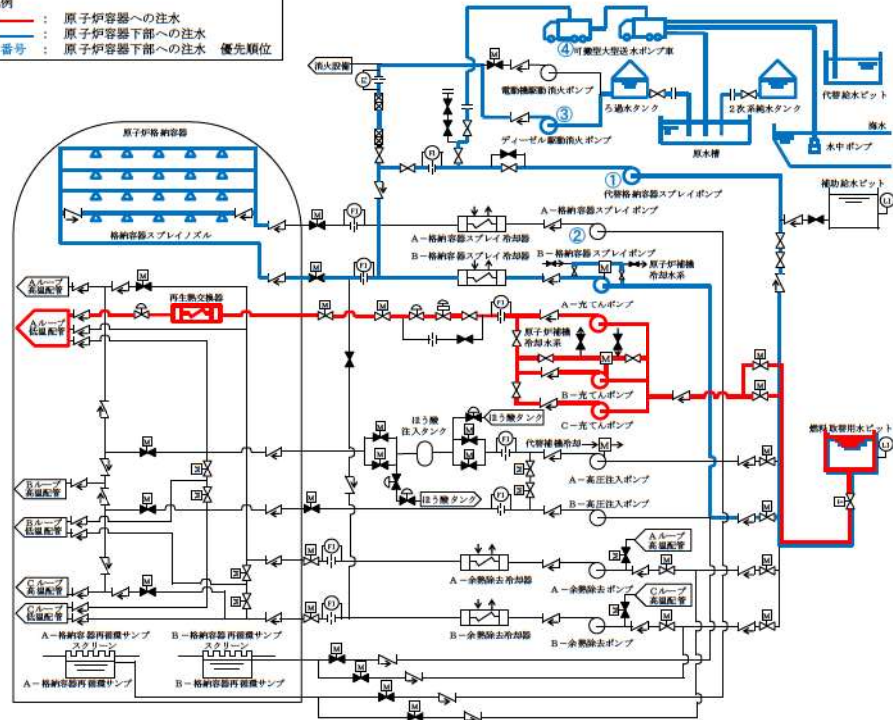 例
： 原子炉容器への注水
： 原子炉容器下部への注水
番号 ： 原子炉容器下部への注水 優先順位
消火設備
M
FI
電動機駆動消火ポンプ
③
ディーゼル駆動消火ポンプ
④可搬型大型送水ポンプ車
ろ過水タンク
2次系純水タンク
原水槽
代替給水ピット
海水
水中ポンプ
補助給水ピット
LI
原子炉格納容器
格納容器スプレイノズル
①
代替格納容器スプレイポンプ
A－格納容器スプレイポンプ
A－格納容器スプレイ冷却器
B－格納容器スプレイ冷却器
②
B－格納容器スプレイポンプ
原子炉補機
冷却水系
Aループ
高温配管
Aループ
低温配管
再生熱交換器
A－充てんポンプ
原子炉補機
冷却水系
B－充てんポンプ
C－充てんポンプ
燃料取替用水ピット
LI
ほう酸
注入タンク
ほう酸タンク
ほう酸タンク
代替補機冷却
A－高圧注入ポンプ
B－高圧注入ポンプ
Bループ
高温配管
Bループ
低温配管
Aループ
高温配管
A－余熱除去冷却器
A－余熱除去ポンプ
Cループ
高温配管
Cループ
高温配管
Cループ
低温配管
B－余熱除去冷却器
B－余熱除去ポンプ
A－格納容器再循環サンプ
スクリーン
B－格納容器再循環サンプ
スクリーン
A－格納容器再循環サンプ
B－格納容器再循環サンプ